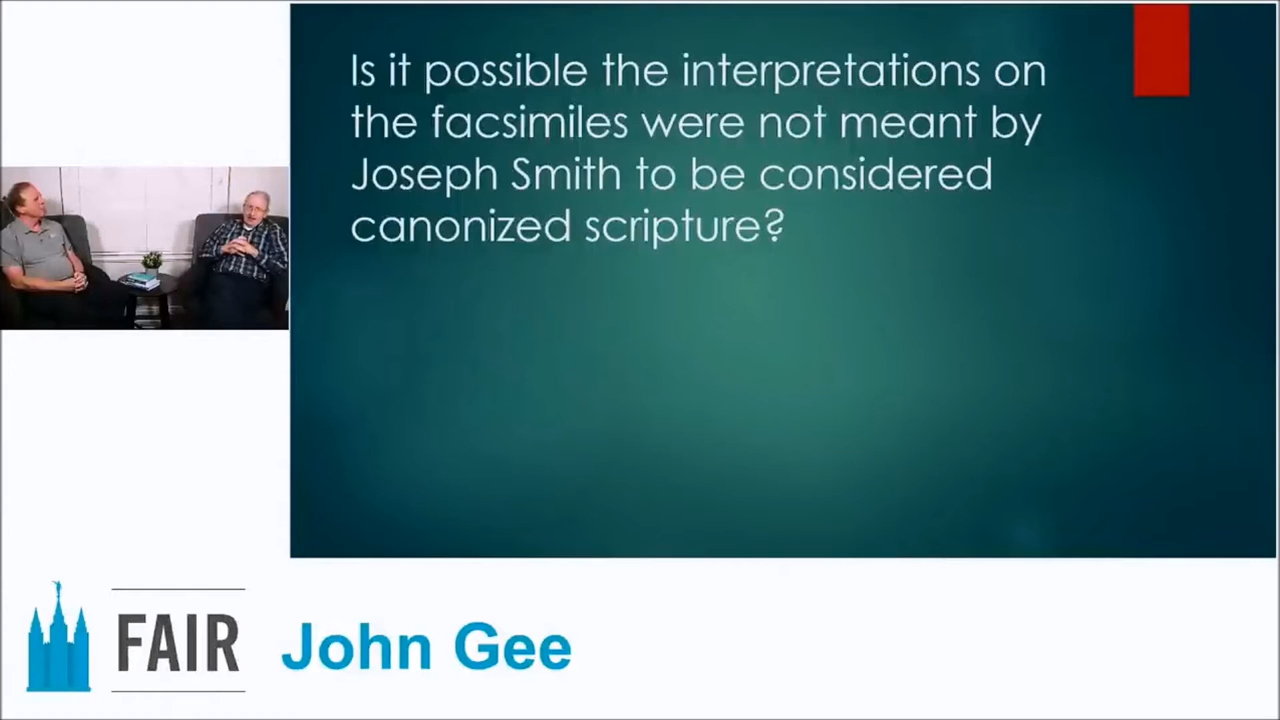 Is it possible the interpretations on
the facsimiles were not meant by
Joseph Smith to be considered
canonized scripture?
FAIR
John Gee